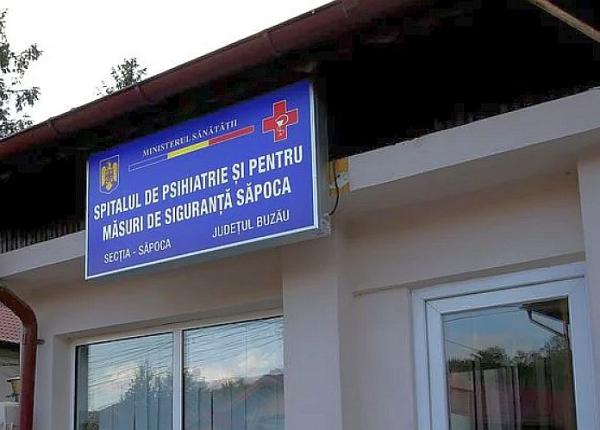 MINISTERUL SĂNĂTĂȚII
SPITALUL DE PSIHIATRIE ȘI PENTRU
MĂSURI DE SIGURANȚĂ SĂPOCA
SECȚIA - SĂPOCA JUDEȚUL BUZĂU